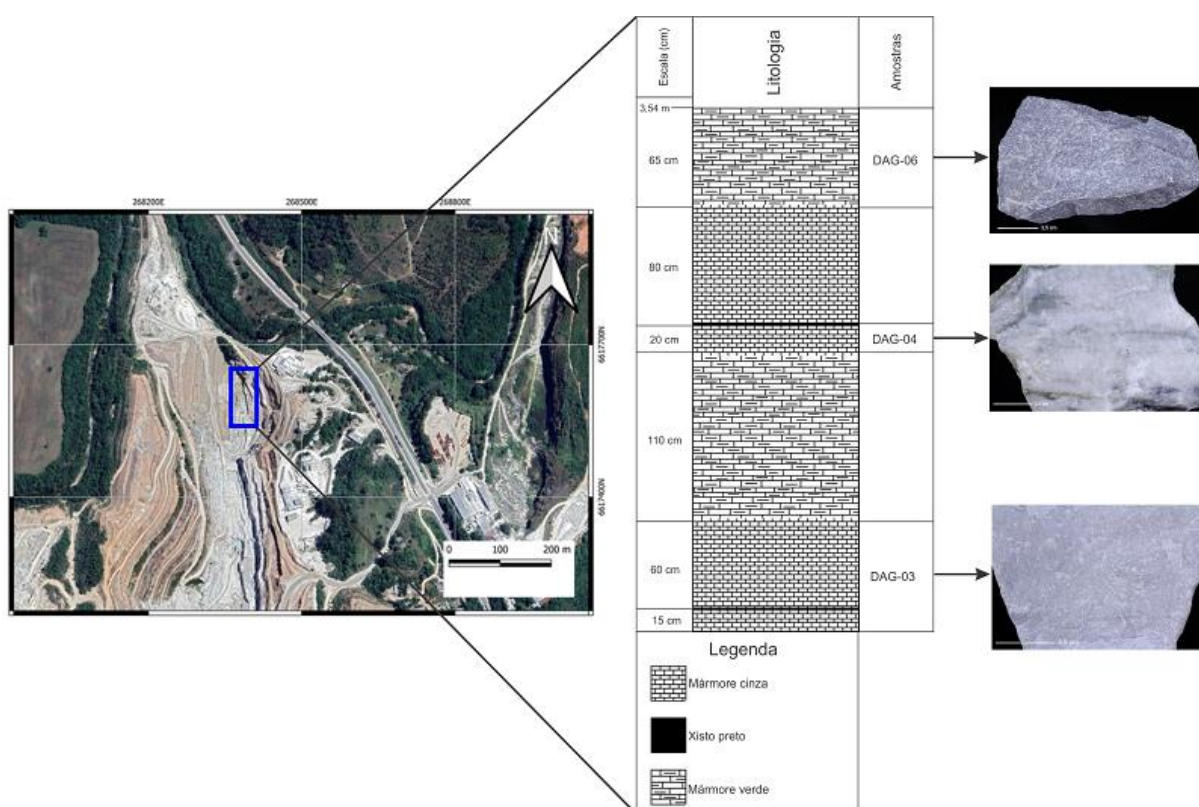 268200E
268500E
268800E
6617700N
6617400N
0 100 200 m
Escala (cm)
Litologia
Amostras
3,54 m
65 cm
DAG-06
80 cm
20 cm
DAG-04
110 cm
60 cm
DAG-03
15 cm
Legenda
Mármore cinza
Xisto preto
Mármore verde